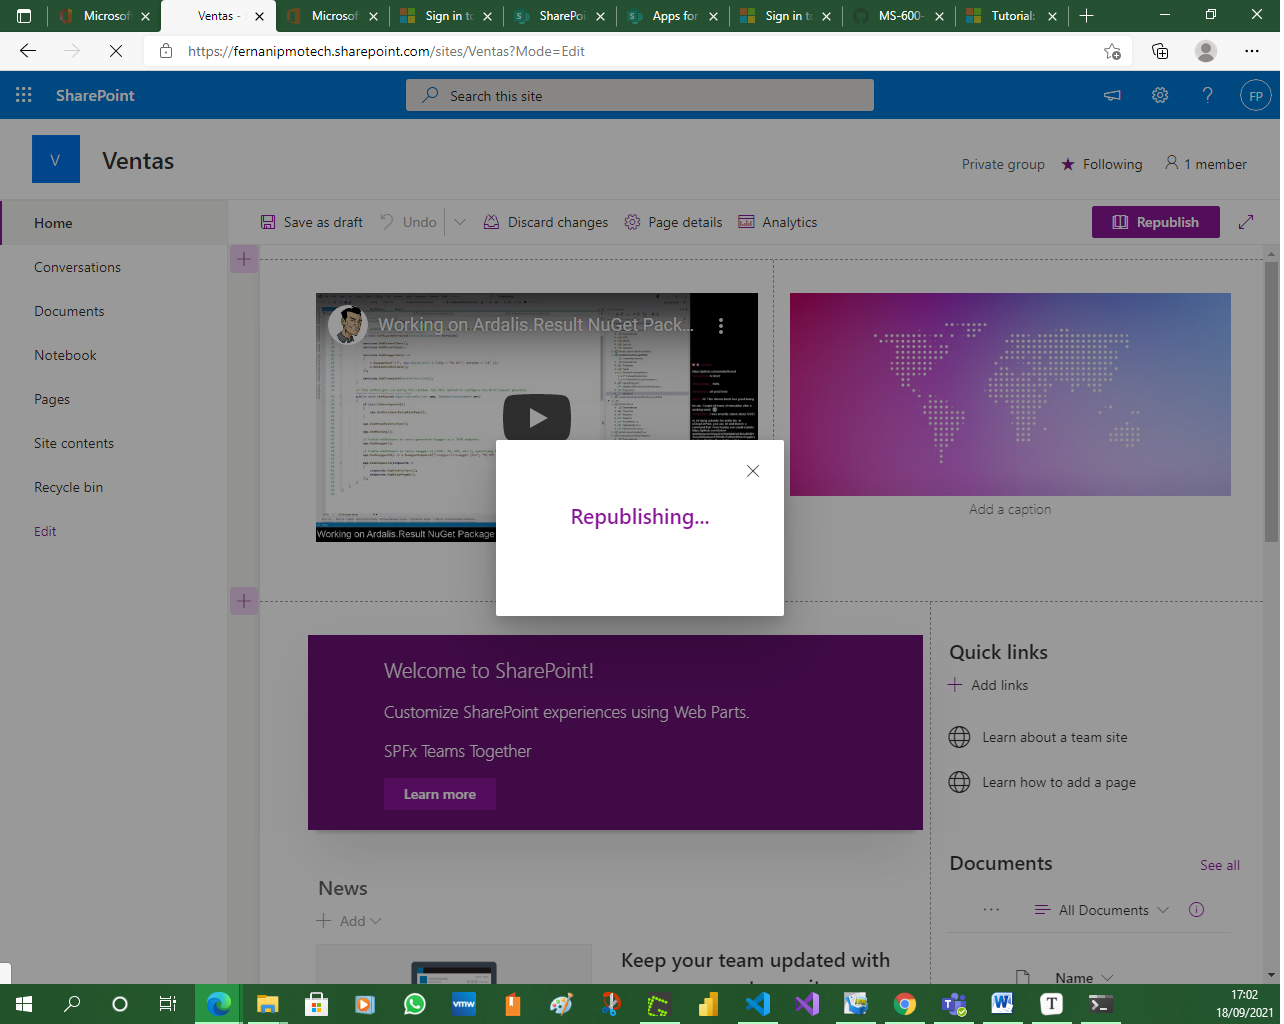 Microsof
Ventas -
Microsof
Sign in to
SharePoi
Apps for
Sign in to
MS-600-
Tutorial:
https://fernanipmotech.sharepoint.com/sites/Ventas?Mode=Edit
SharePoint
Search this site
FP
V
Ventas
Private group
Following
1 member
Home
Conversations
Documents
Notebook
Pages
Site contents
Recycle bin
Edit
Save as draft
Undo
Discard changes
Page details
Analytics
Republish
Working on Ardalis.Result NuGet Pack...
Working on Ardalis.Result NuGet Package
Add a caption
Republishing...
Welcome to SharePoint!
Customize SharePoint experiences using Web Parts.
SPFx Teams Together
Learn more
Quick links
Add links
Learn about a team site
Learn how to add a page
News
Add
Keep your team updated with
Documents
See all
All Documents
Name
vmw
17:02
18/09/2021